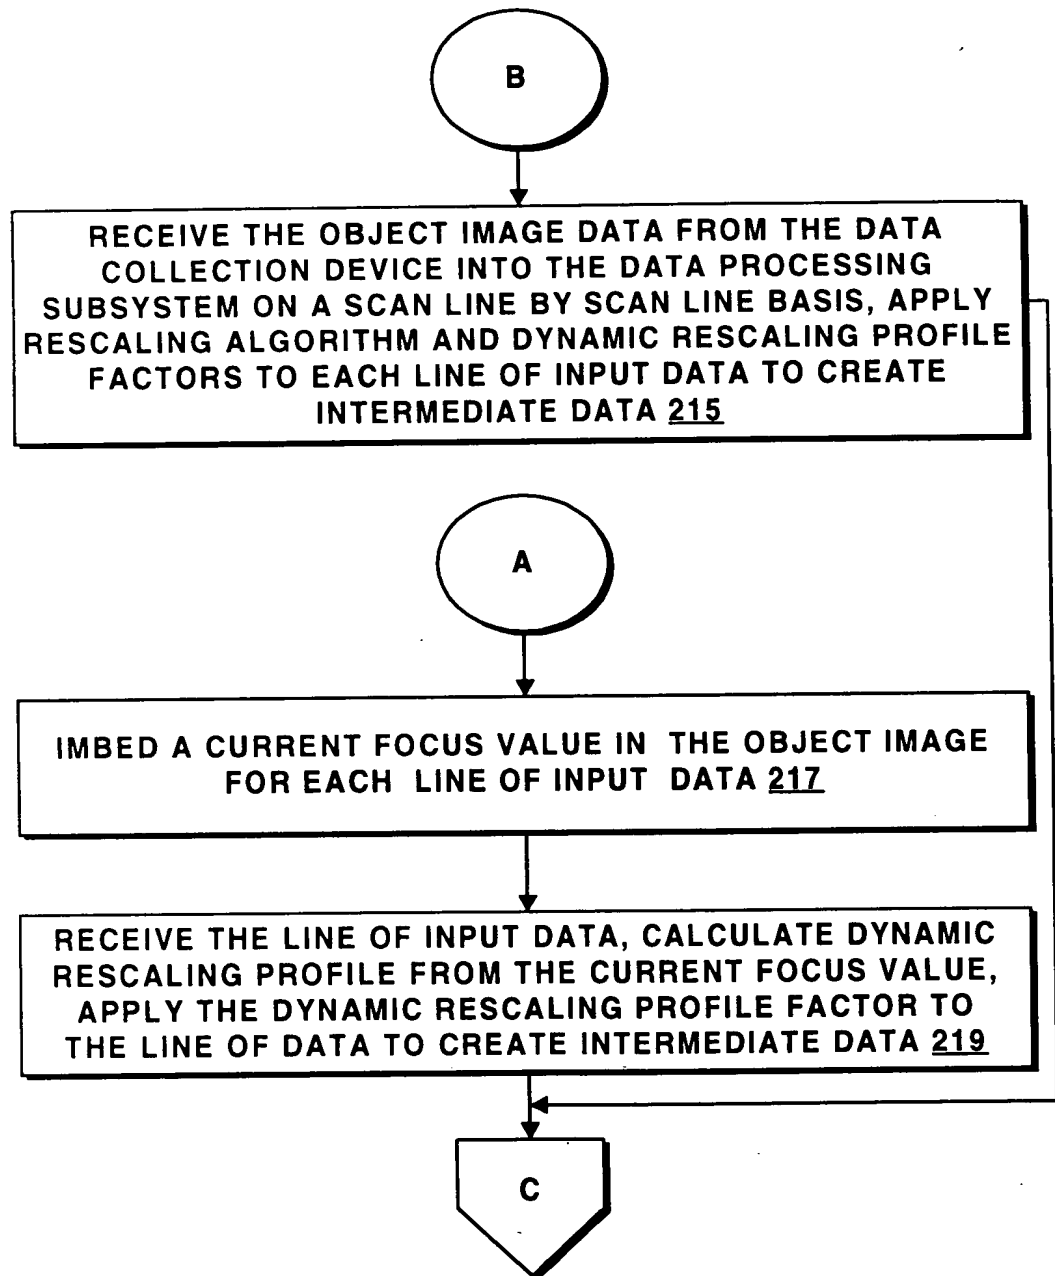 B
RECEIVE THE OBJECT IMAGE DATA FROM THE DATA
COLLECTION DEVICE INTO THE DATA PROCESSING
SUBSYSTEM ON A SCAN LINE BY SCAN LINE BASIS, APPLY
RESCALING ALGORITHM AND DYNAMIC RESCALING PROFILE
FACTORS TO EACH LINE OF INPUT DATA TO CREATE
INTERMEDIATE DATA 215
A
IMBED A CURRENT FOCUS VALUE IN THE OBJECT IMAGE
FOR EACH LINE OF INPUT DATA 217
RECEIVE THE LINE OF INPUT DATA, CALCULATE DYNAMIC
RESCALING PROFILE FROM THE CURRENT FOCUS VALUE,
APPLY THE DYNAMIC RESCALING PROFILE FACTOR TO
THE LINE OF DATA TO CREATE INTERMEDIATE DATA 219
C